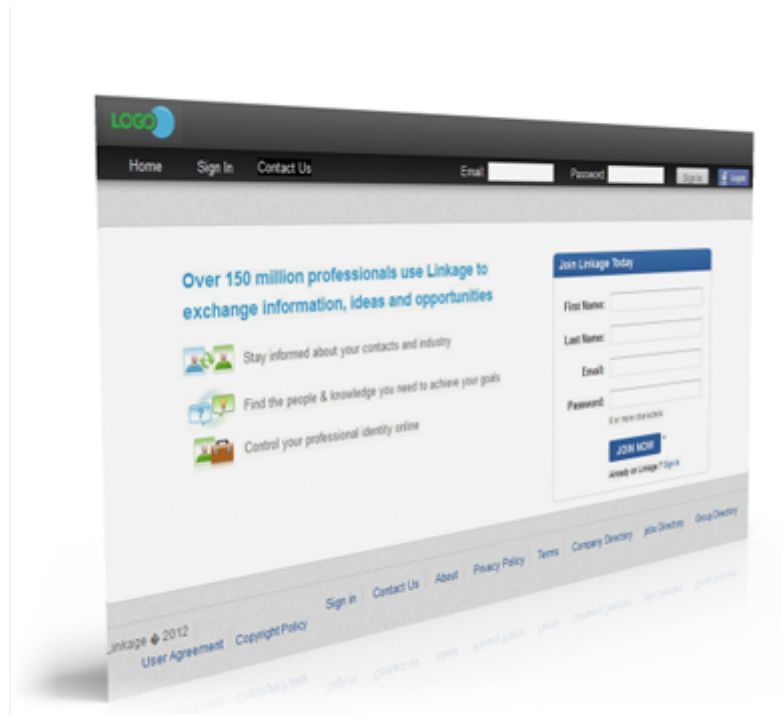 LOGO
Home Sign In Contact Us Email Password Sign In Login
Over 150 million professionals use Linkage to
exchange information, ideas and opportunities
Stay informed about your contacts and industry
Find the people & knowledge you need to achieve your goals
Control your professional identity online
Join Linkage Today
First Name:
Last Name:
Email:
Password:
6 or more characters
JOIN NOW *
Already on Linkage ? Sign In
Sign in Contact Us About Privacy Policy Terms Company Directory jobs Directory Group Directory
Linkage � 2012
User Agreement Copyright Policy